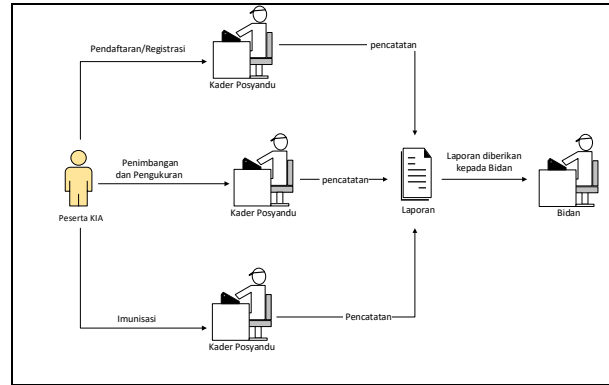 Pendaftaran/Registrasi
pencatatan
Kader Posyandu
Penimbangan
dan Pengukuran
pencatatan
Kader Posyandu
Peserta KIA
Laporan
Laporan diberikan
kepada Bidan
Bidan
Imunisasi
Pencatatan
Kader Posyandu